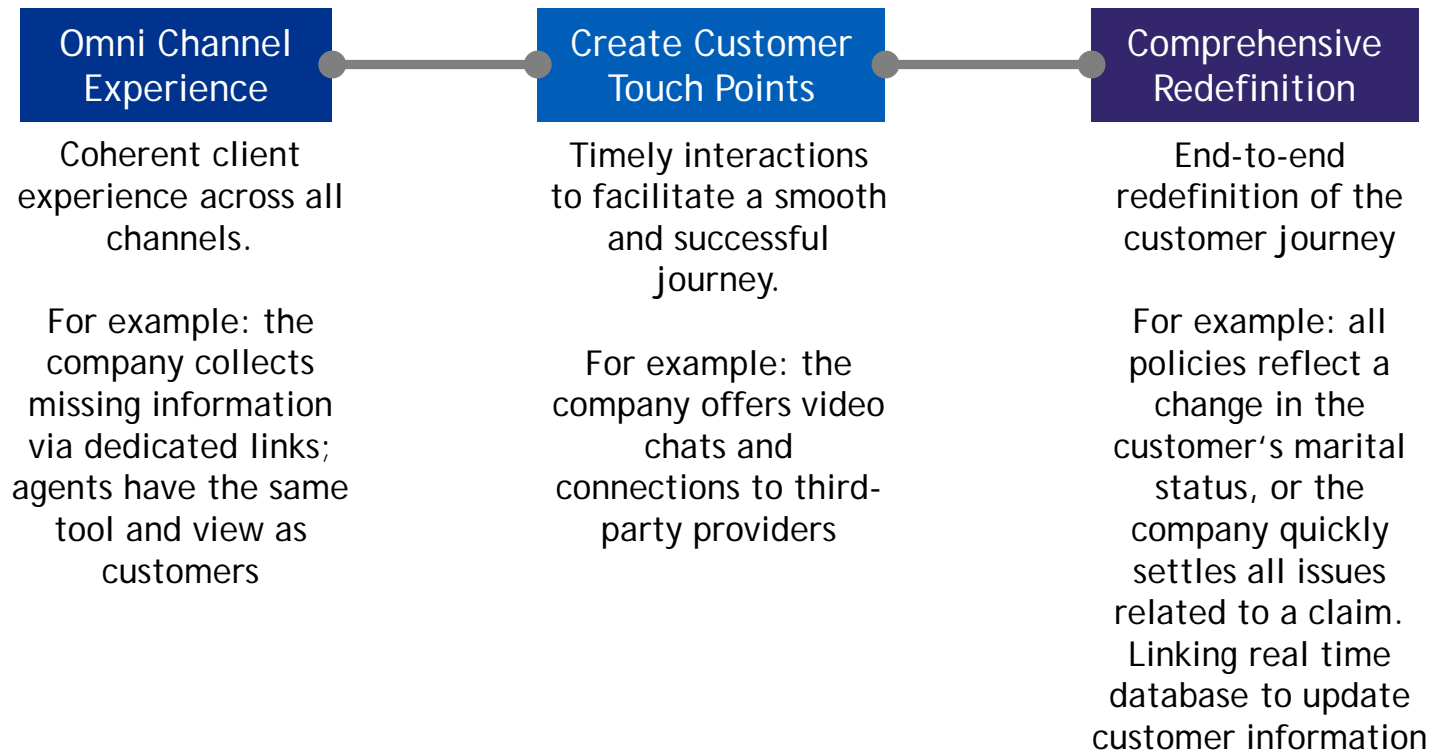 Omni Channel
Experience
Coherent client
experience across all
channels.
For example: the
company collects
missing information
via dedicated links;
agents have the same
tool and view as
customers
Create Customer
Touch Points
Timely interactions
to facilitate a smooth
and successful
journey.
For example: the
company offers video
chats and
connections to third-
party providers
Comprehensive
Redefinition
End-to-end
redefinition of the
customer journey
For example: all
policies reflect a
change in the
customer‘s marital
status, or the
company quickly
settles all issues
related to a claim.
Linking real time
database to update
customer information